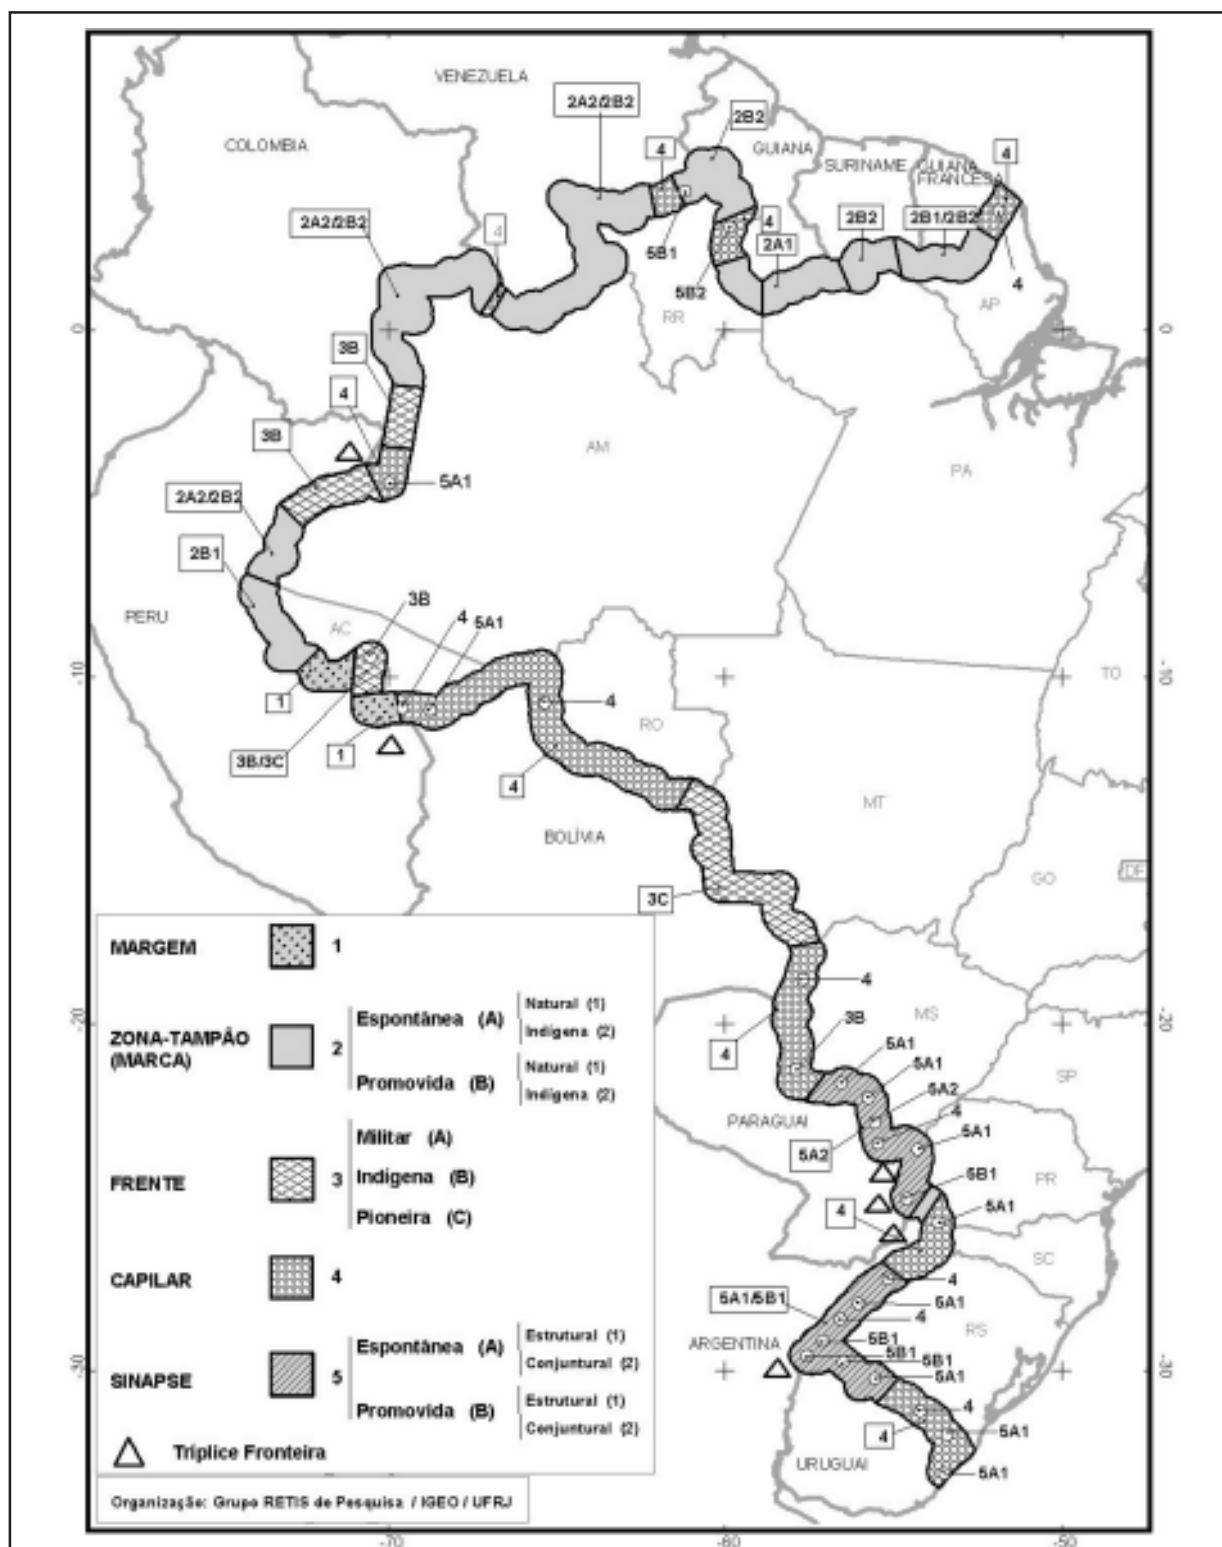 VENEZUELA
2A2/2B2
2B2
COLOMBIA
4
GUIANA
SURINAME
GUIANA
FRANCESA
4
2A2/2B2
4
5B1
4
2A1
2B2
2B1/2B2
5B2
4
RR
AP
0
0
3B
4
3B
AM
PA
5A1
2A2/2B2
2B1
PERU
AC
3B
4
5A1
-10
-10
TO
1
4
RO
3B/3C
1
4
MT
BOLÍVIA
GO
DF
3C
4
MS
-20
-20
3B
4
5A1
5A1
SP
5A2
PARAGUAI
4
5A2
5A1
5B1
PR
4
5A1
SC
4
5A1/5B1
5A1
4
RS
ARGENTINA
5B1
5B1
5B1
5A1
-30
-30
4
4
5A1
URUGUAI
5A1
MARGEM 1
ZONA-TAMPÃO
(MARCA)
2
Espontânea (A)
Natural (1)
Indígena (2)
Promovida (B)
Natural (1)
Indígena (2)
FRENTE 3
Militar (A)
Indígena (B)
Pioneira (C)
CAPILAR 4
SINAPSE 5
Espontânea (A)
Estrutural (1)
Conjuntural (2)
Promovida (B)
Estrutural (1)
Conjuntural (2)
Tríplice Fronteira
Organização: Grupo RETIS de Pesquisa / IGEO / UFRJ
-70
-60
-50